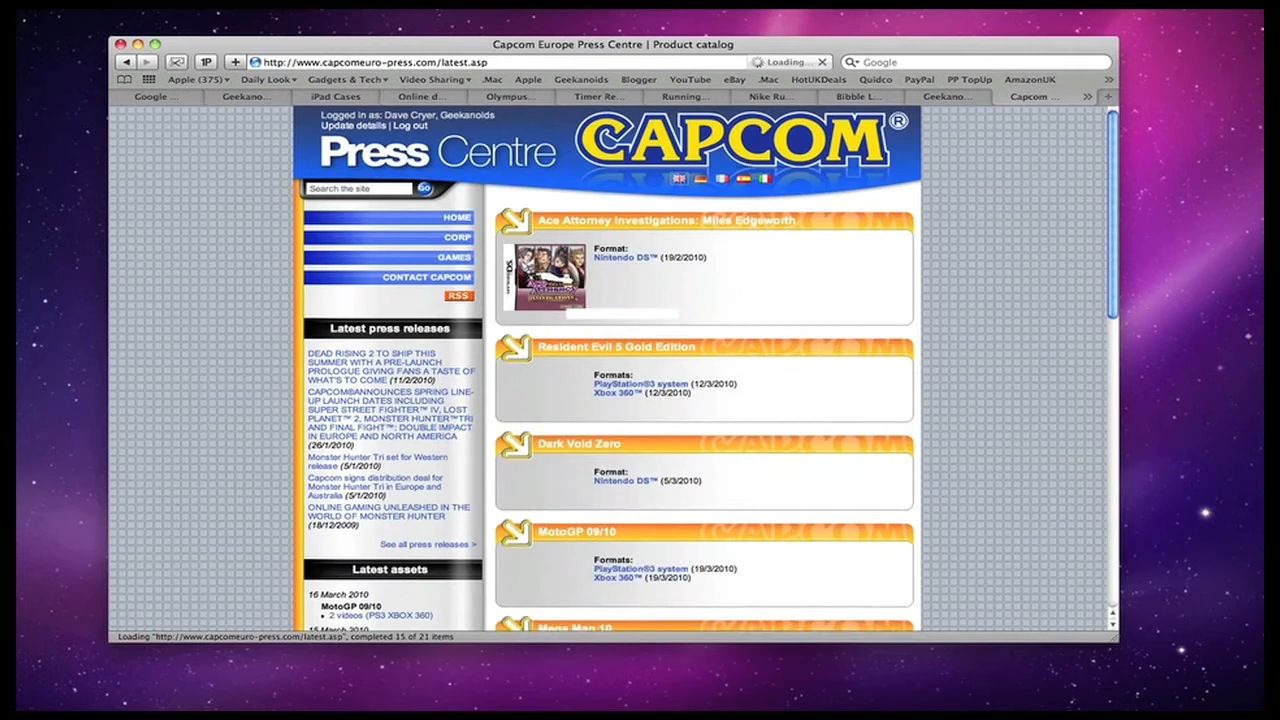 Capcom Europe Press Centre | Product catalog
1P
+
http://www.capcomeuro-press.com/latest.asp
Loading...
Google
Apple (375)
Daily Look
Gadgets & Tech
Video Sharing
.Mac
Apple
Geekanoids
Blogger
YouTube
eBay
.Mac
HotUKDeals
Quidco
PayPal
PP TopUp
AmazonUK
Google ...
Geekano...
iPad Cases
Online d...
Olympus...
Timer Re...
Running...
Nike Ru...
Bibble L...
Geekano...
Capcom ...
Logged in as: Dave Cryer, Geekanoids
Update details | Log out
Press Centre
CAPCOM®
Search the site
GO
HOME
CORP
GAMES
CONTACT CAPCOM
RSS
Latest press releases
DEAD RISING 2 TO SHIP THIS
SUMMER WITH A PRE-LAUNCH
PROLOGUE GIVING FANS A TASTE OF
WHAT'S TO COME (11/2/2010)
CAPCOM®ANNOUNCES SPRING LINE-
UP LAUNCH DATES INCLUDING
SUPER STREET FIGHTER™ IV, LOST
PLANET™ 2, MONSTER HUNTER™TRI
AND FINAL FIGHT™: DOUBLE IMPACT
IN EUROPE AND NORTH AMERICA
(26/1/2010)
Monster Hunter Tri set for Western
release (5/1/2010)
Capcom signs distribution deal for
Monster Hunter Tri in Europe and
Australia (5/1/2010)
ONLINE GAMING UNLEASHED IN THE
WORLD OF MONSTER HUNTER
(18/12/2009)
See all press releases >
Latest assets
16 March 2010
MotoGP 09/10
• 2 videos (PS3 XBOX 360)
15 March 2010
Ace Attorney Investigations: Miles Edgeworth
Format:
Nintendo DS™ (19/2/2010)
Resident Evil 5 Gold Edition
Formats:
PlayStation®3 system (12/3/2010)
Xbox 360™ (12/3/2010)
Dark Void Zero
Format:
Nintendo DS™ (5/3/2010)
MotoGP 09/10
Formats:
PlayStation®3 system (19/3/2010)
Xbox 360™ (19/3/2010)
Mega Man 10
Loading "http://www.capcomeuro-press.com/latest.asp", completed 15 of 21 items